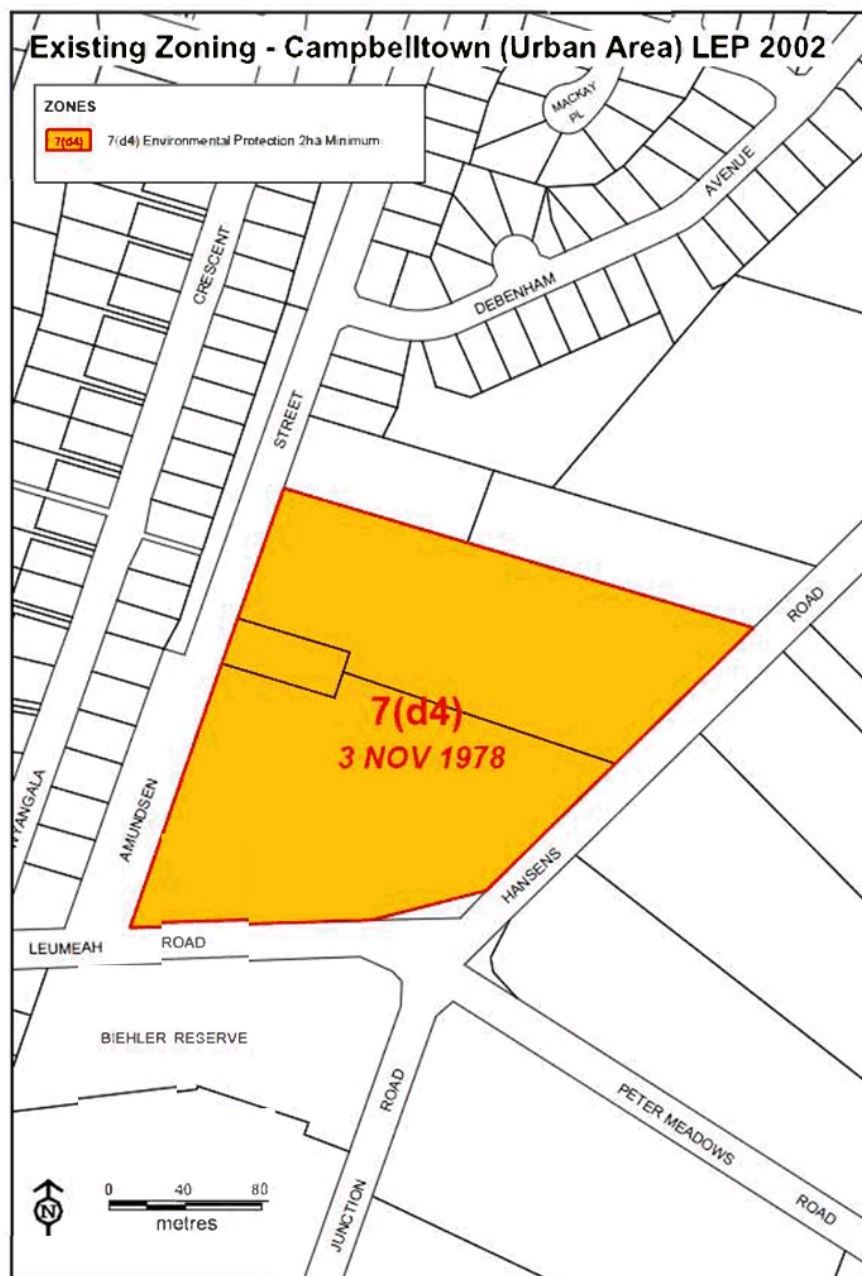 Existing Zoning - Campbelltown (Urban Area) LEP 2002
ZONES
7(d4) 7(d4) Environmental Protection 2ha Minimum
MACKAY
PL
AVENUE
CRESCENT
DEBENHAM
STREET
ROAD
7(d4)
3 NOV 1978
WYANGALA
AMUNDSEN
HANSENS
LEUMEAH ROAD
BIEHLER RESERVE
ROAD
PETER MEADOWS
ROAD
JUNCTION
N
0 40 80
metres